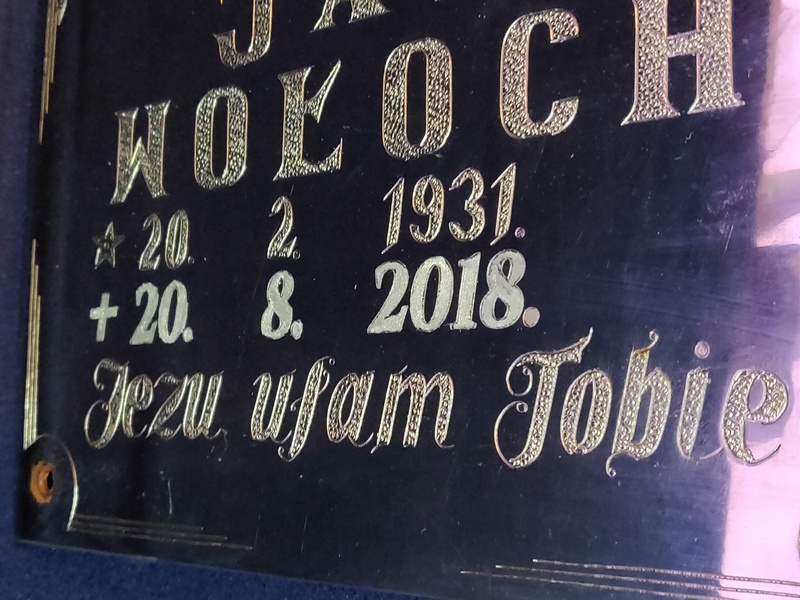 WOŁOCH
☆ 20. 2. 1931.
+ 20. 8. 2018.
Jezu ufam Tobie